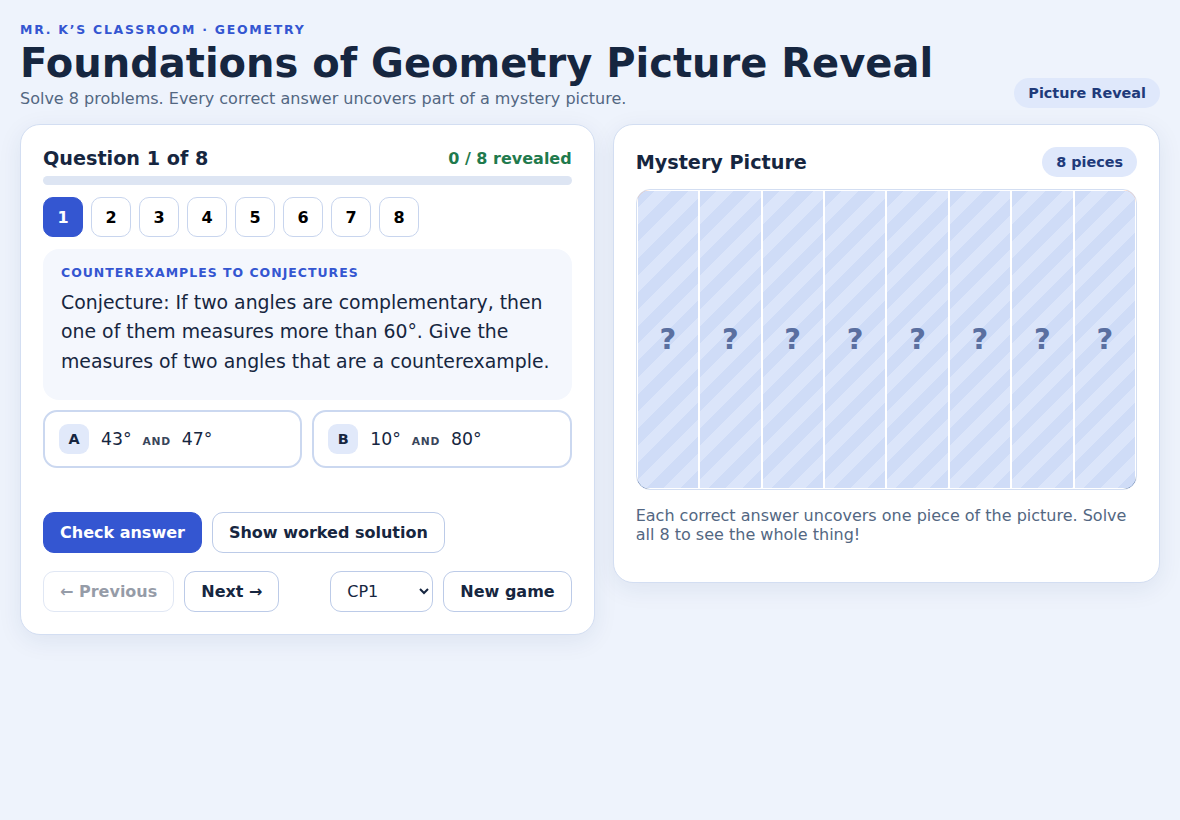 MR. K'S CLASSROOM · GEOMETRY
Foundations of Geometry Picture Reveal
Solve 8 problems. Every correct answer uncovers part of a mystery picture.
Picture Reveal
Question 1 of 8
0 / 8 revealed
1 2 3 4 5 6 7 8
COUNTEREXAMPLES TO CONJECTURES
Conjecture: If two angles are complementary, then
one of them measures more than 60°. Give the
measures of two angles that are a counterexample.
A 43° AND 47°
B 10° AND 80°
Check answer
Show worked solution
← Previous
Next →
CP1
New game
Mystery Picture
8 pieces
? ? ? ? ? ? ? ?
Each correct answer uncovers one piece of the picture. Solve
all 8 to see the whole thing!